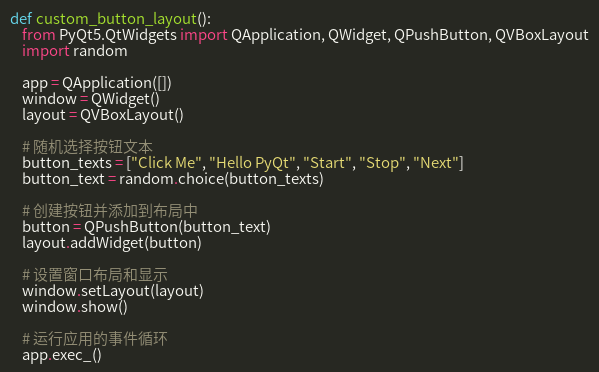 def custom_button_layout():
from PyQt5.QtWidgets import QApplication, QWidget, QPushButton, QVBoxLayout
import random
app = QApplication([])
window = QWidget()
layout = QVBoxLayout()
# 随机选择按钮文本
button_texts = ["Click Me", "Hello PyQt", "Start", "Stop", "Next"]
button_text = random.choice(button_texts)
# 创建按钮并添加到布局中
button = QPushButton(button_text)
layout.addWidget(button)
# 设置窗口布局和显示
window.setLayout(layout)
window.show()
# 运行应用的事件循环
app.exec_()